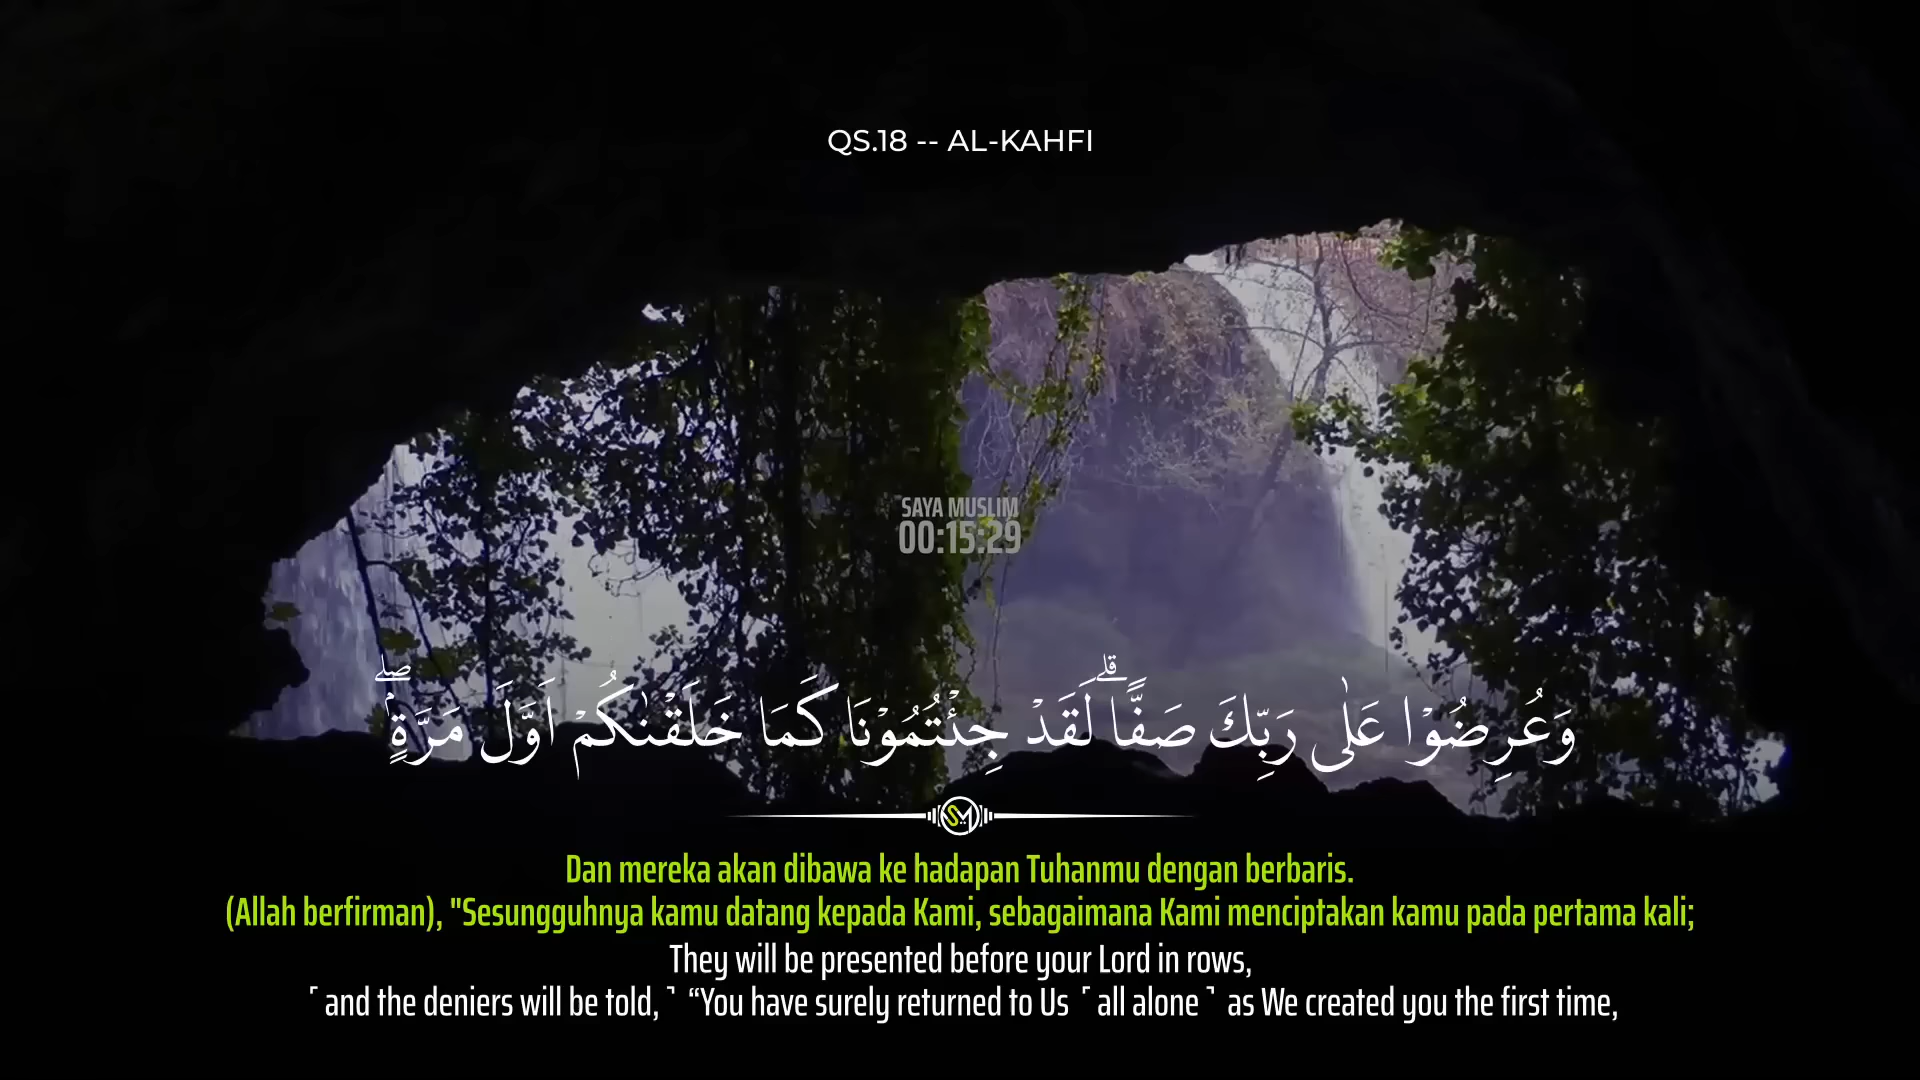 QS.18 -- AL-KAHFI
SAYA MUSLIM
00:15:29
وَعُرِضُوْا عَلٰى رَبِّكَ صَفًّاۗ لَقَدْ جِئْتُمُوْنَا كَمَا خَلَقْنٰكُمْ اَوَّلَ مَرَّةٍۢ ۖ
SM
Dan mereka akan dibawa ke hadapan Tuhanmu dengan berbaris.
(Allah berfirman), "Sesungguhnya kamu datang kepada Kami, sebagaimana Kami menciptakan kamu pada pertama kali;
They will be presented before your Lord in rows,
˹ and the deniers will be told, ˺ “You have surely returned to Us ˹ all alone ˺ as We created you the first time,